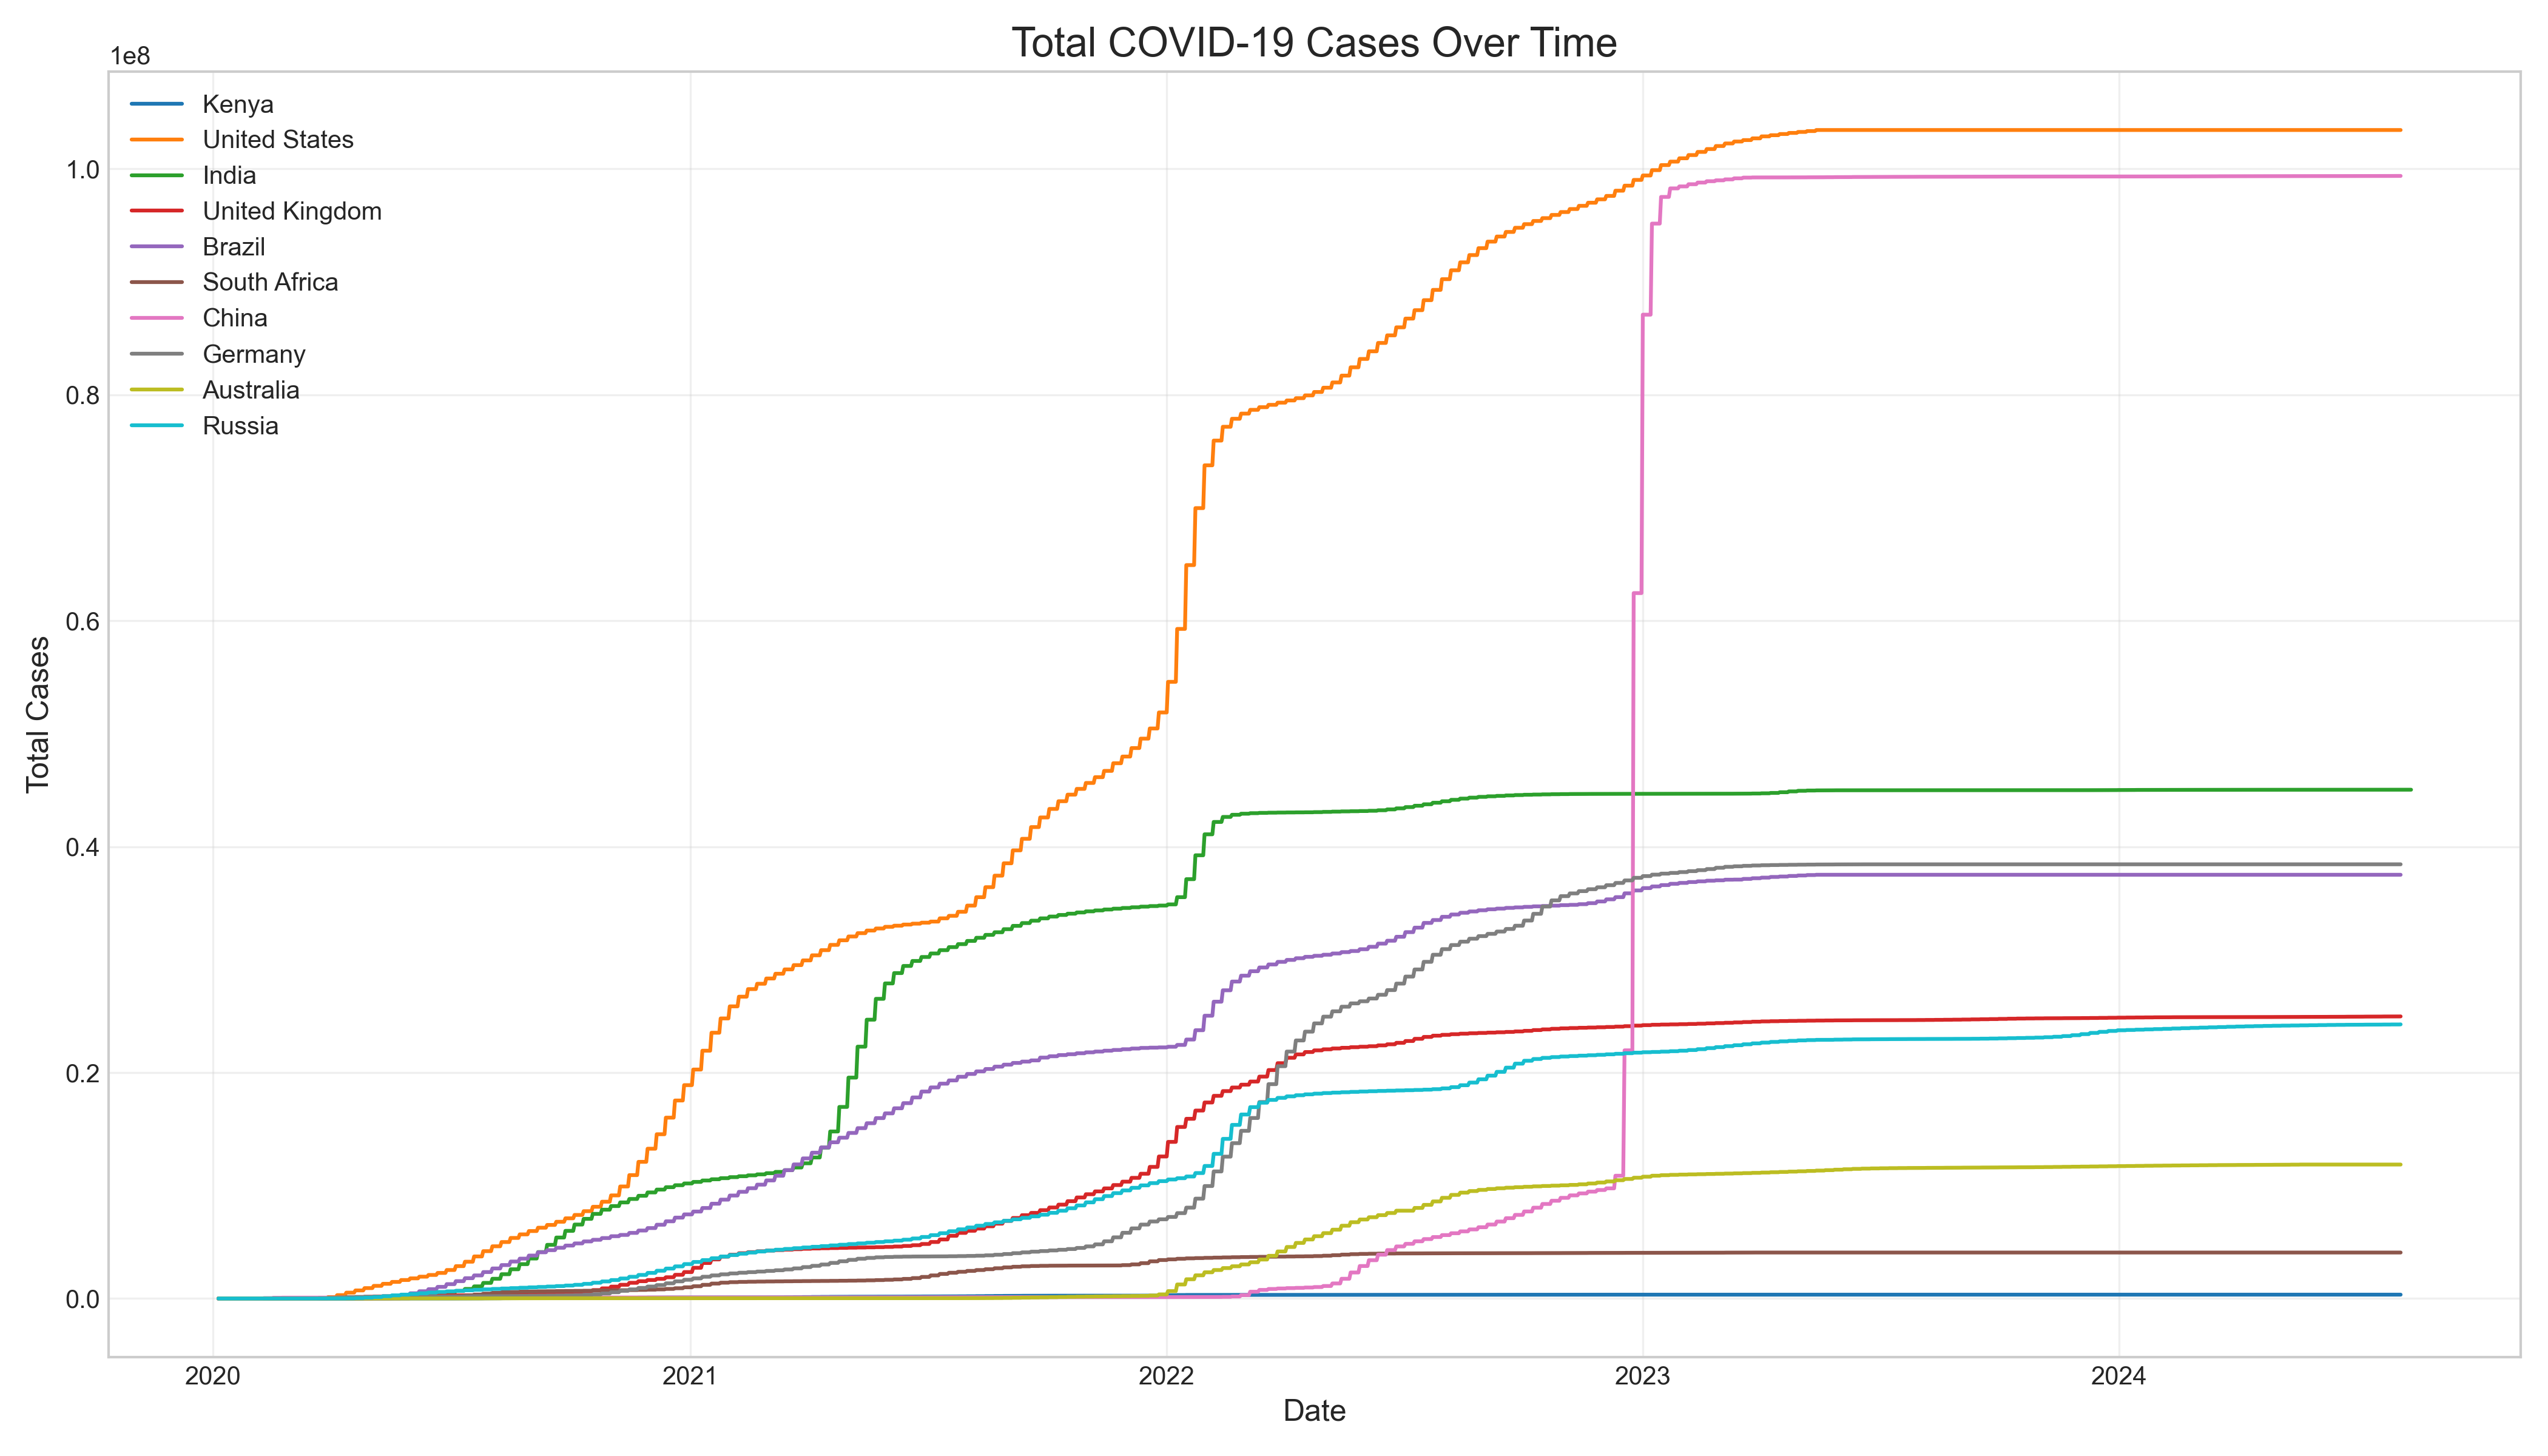 Total COVID-19 Cases Over Time
1e8
Kenya
United States
India
United Kingdom
Brazil
South Africa
China
Germany
Australia
Russia
1.0
0.8
0.6
0.4
0.2
0.0
Total Cases
2020 2021 2022 2023 2024
Date